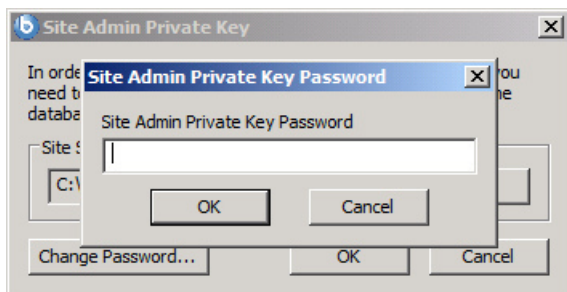 Site Admin Private Key
In orde
you
need t
he
databa
Site Admin Private Key Password
Site Admin Private Key Password
Site S
C:\
OK Cancel
Change Password... OK Cancel